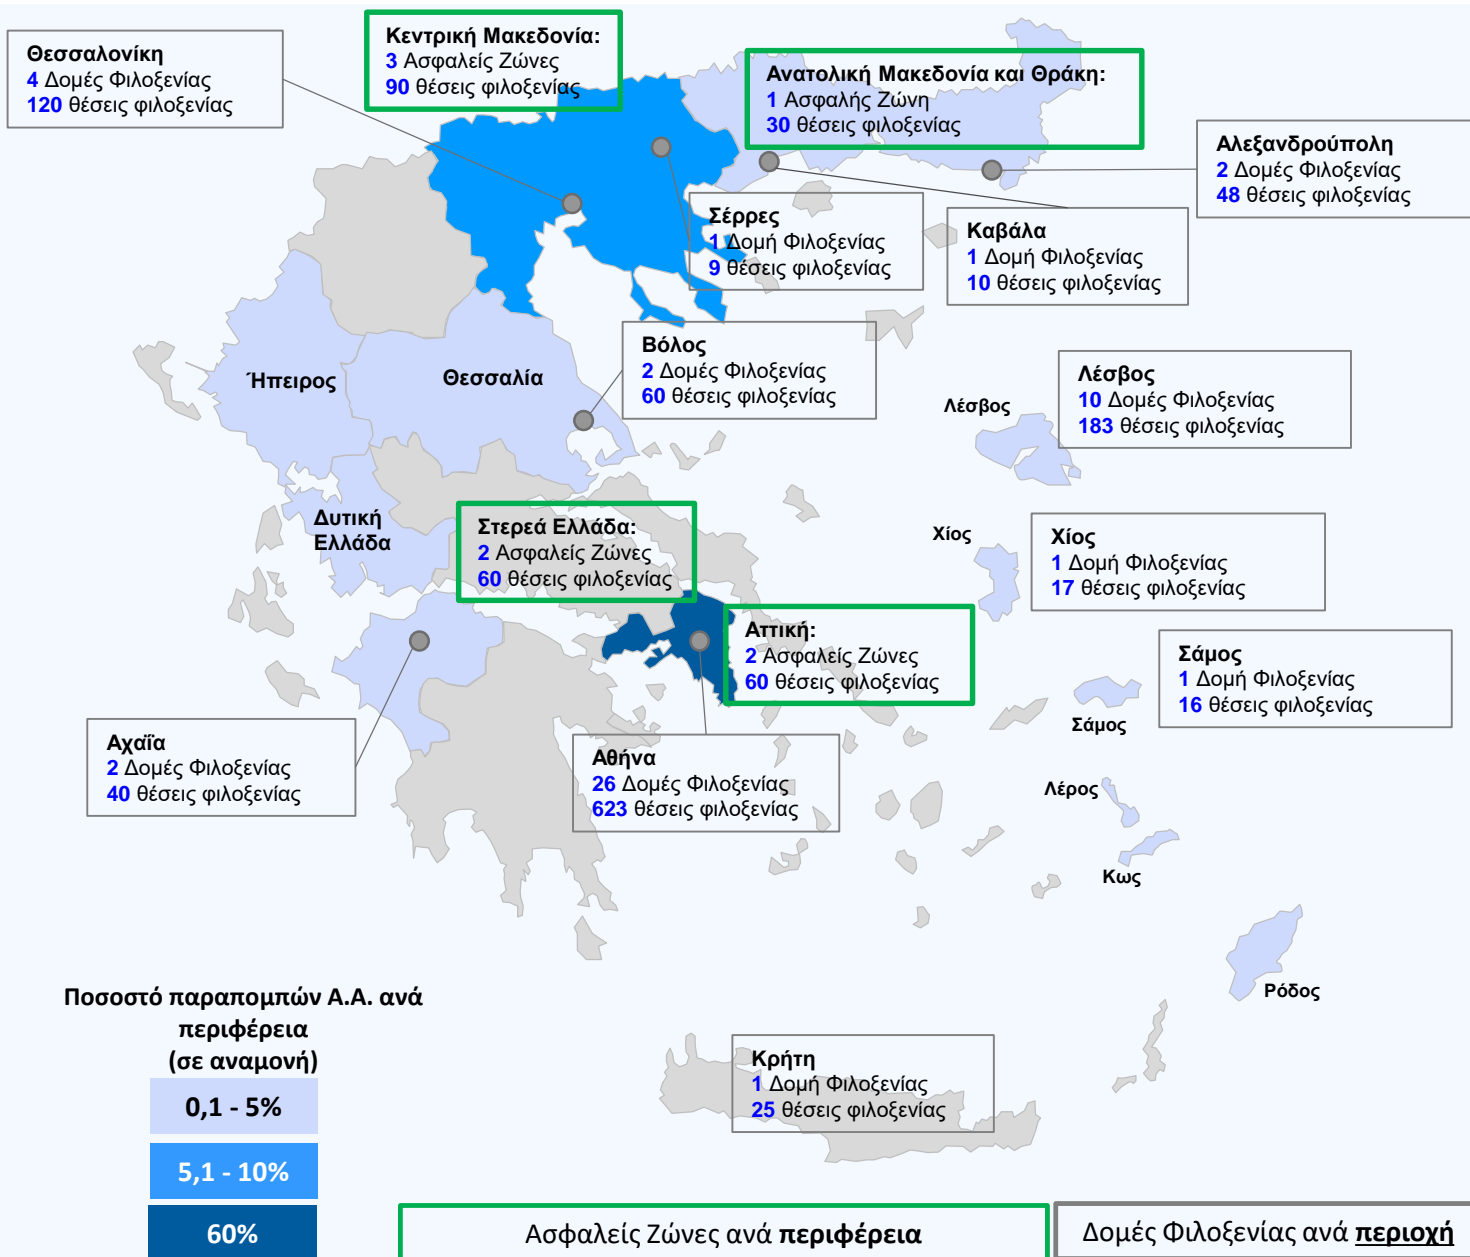 Θεσσαλονίκη
4 Δομές Φιλοξενίας
120 θέσεις φιλοξενίας
Κεντρική Μακεδονία:
3 Ασφαλείς Ζώνες
90 θέσεις φιλοξενίας
Ανατολική Μακεδονία και Θράκη:
1 Ασφαλής Ζώνη
30 θέσεις φιλοξενίας
Αλεξανδρούπολη
2 Δομές Φιλοξενίας
48 θέσεις φιλοξενίας
Σέρρες
1 Δομή Φιλοξενίας
9 θέσεις φιλοξενίας
Καβάλα
1 Δομή Φιλοξενίας
10 θέσεις φιλοξενίας
Βόλος
2 Δομές Φιλοξενίας
60 θέσεις φιλοξενίας
Ήπειρος
Θεσσαλία
Λέσβος
Λέσβος
10 Δομές Φιλοξενίας
183 θέσεις φιλοξενίας
Δυτική
Ελλάδα
Στερεά Ελλάδα:
2 Ασφαλείς Ζώνες
60 θέσεις φιλοξενίας
Χίος
Χίος
1 Δομή Φιλοξενίας
17 θέσεις φιλοξενίας
Αττική:
2 Ασφαλείς Ζώνες
60 θέσεις φιλοξενίας
Σάμος
1 Δομή Φιλοξενίας
16 θέσεις φιλοξενίας
Σάμος
Αχαΐα
2 Δομές Φιλοξενίας
40 θέσεις φιλοξενίας
Αθήνα
26 Δομές Φιλοξενίας
623 θέσεις φιλοξενίας
Λέρος
Κως
Ρόδος
Ποσοστό παραπομπών Α.Α. ανά
περιφέρεια
(σε αναμονή)
0,1 - 5%
5,1 - 10%
60%
Κρήτη
1 Δομή Φιλοξενίας
25 θέσεις φιλοξενίας
Ασφαλείς Ζώνες ανά περιφέρεια
Δομές Φιλοξενίας ανά περιοχή